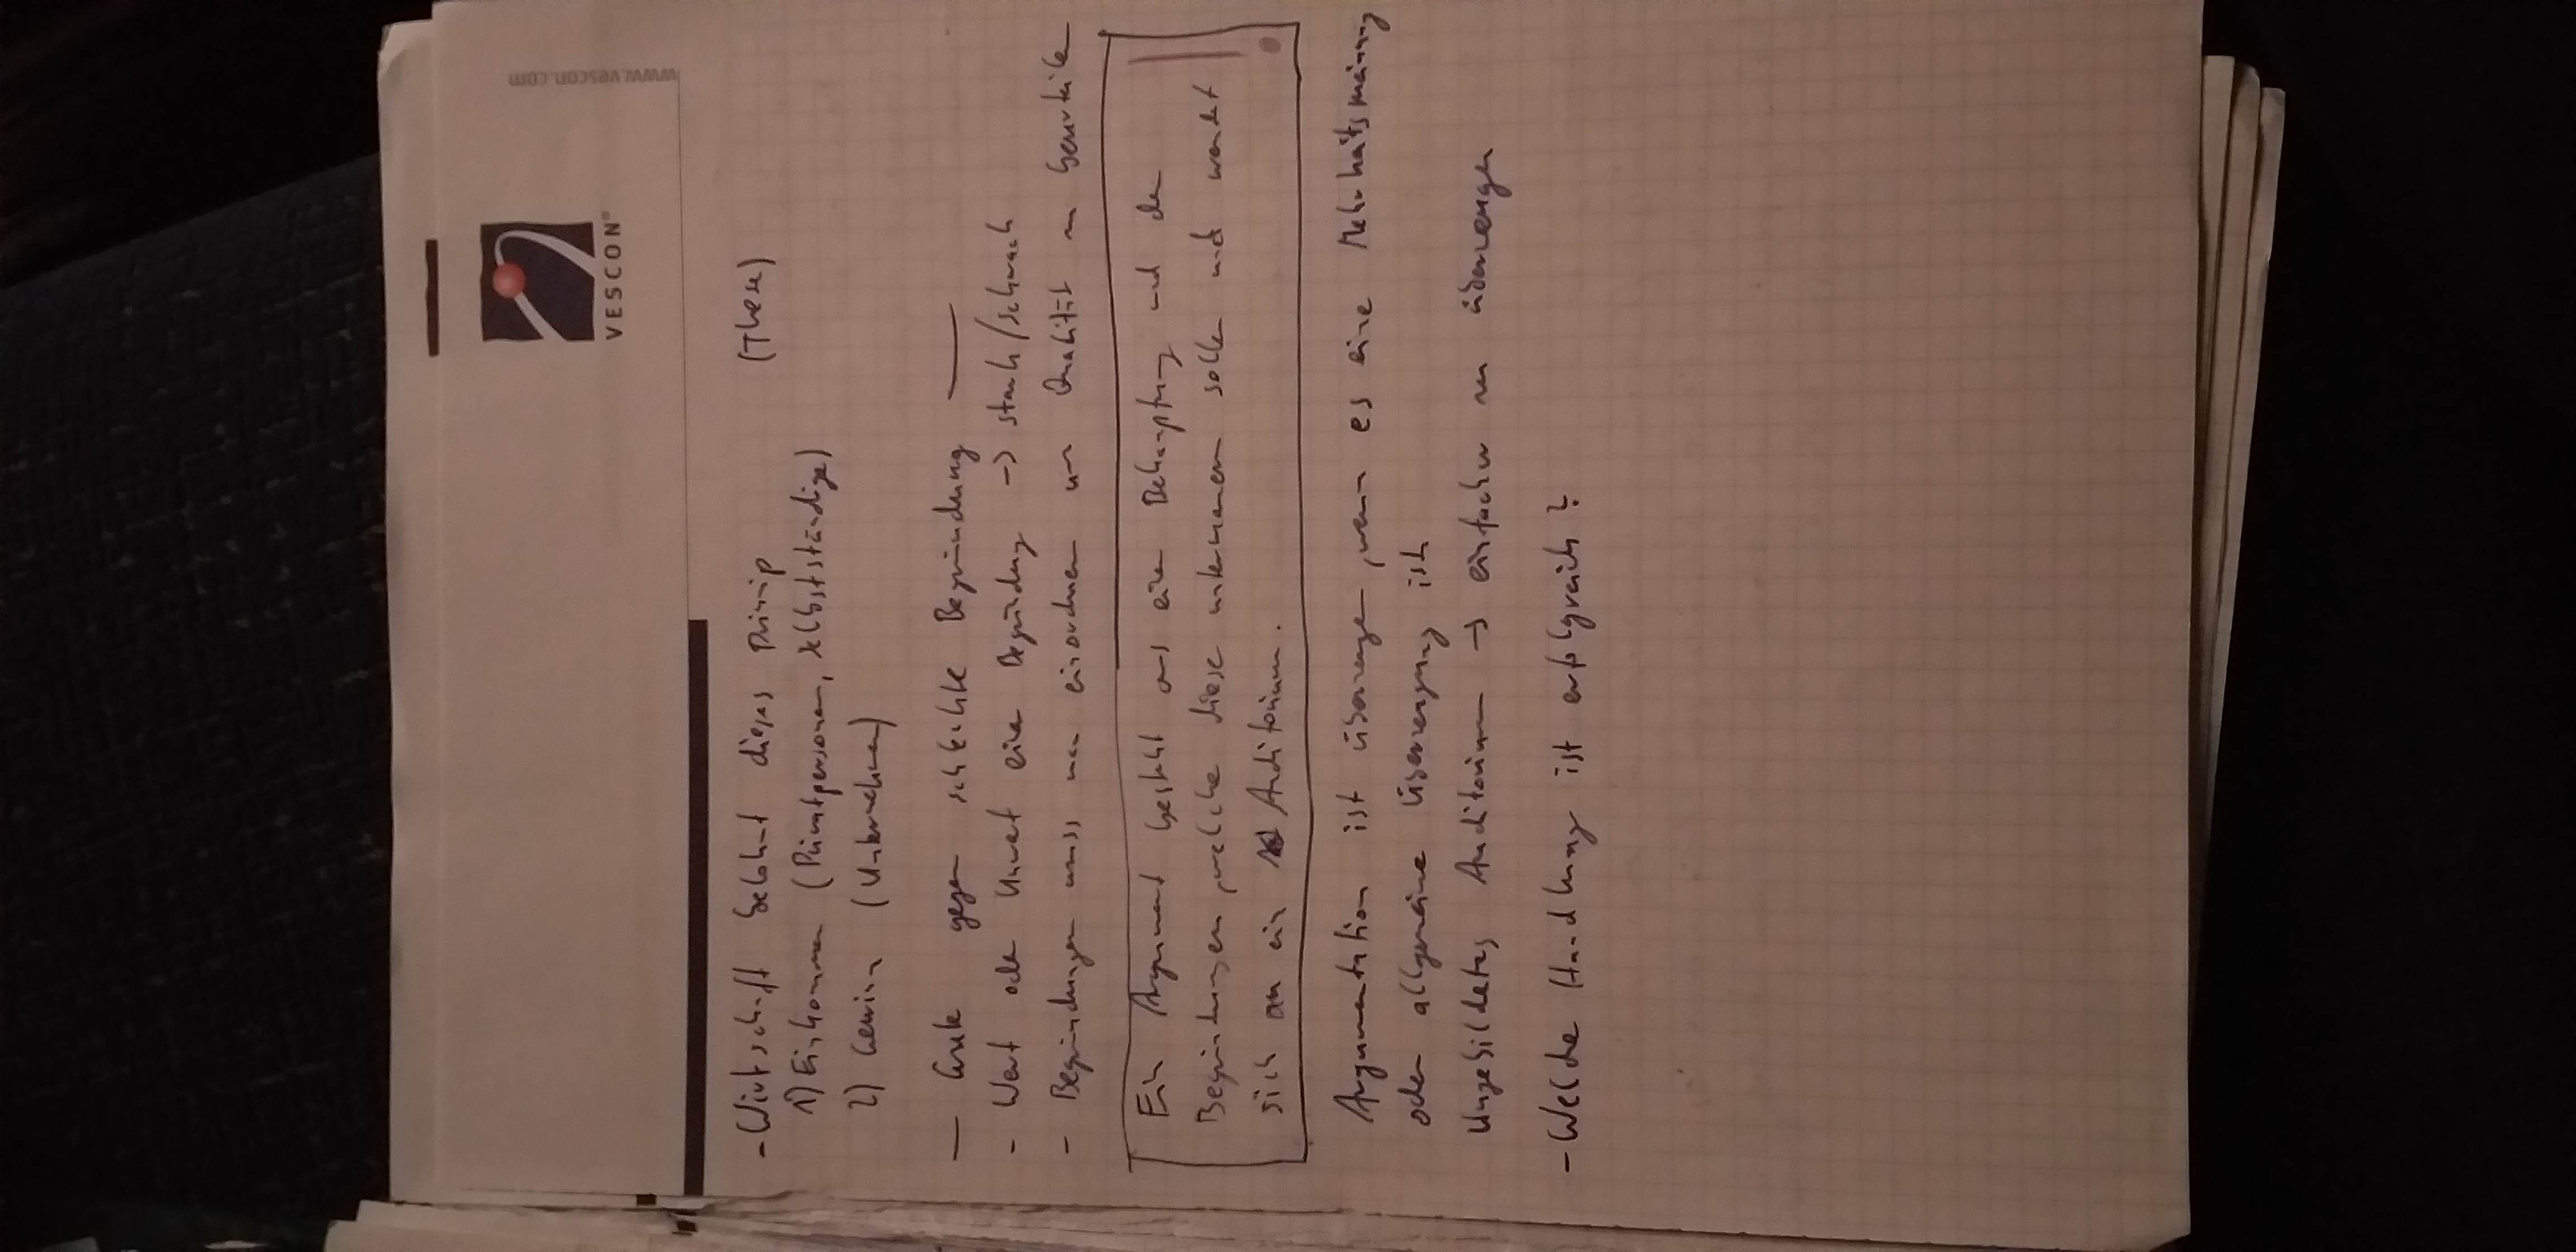 VESCON®
www.vescon.com
- Wirtschaft belohnt dieses Prinzip (These)
1) Einkommen (Privatpersonen, Selbstständige)
2) Gewinn (Unternehmen)
— Gute gegen schlechte Begründung —
- Wert oder Unwert einer Begründung -> stark/schwach
- Begründungen muss man einordnen um Qualität zu beurteilen
Ein Argument besteht aus einer Behauptung und den
Begründungen, welche diese untermauern sollen und wendet
sich an ein Auditorium.
Argumentation ist überzeugen, wenn es eine Mehrheitsmeinung
oder allgemeine Überzeugung ist
Ungebildetes Auditorium -> einfacher zu überzeugen
- Welche Handlung ist erfolgreich?